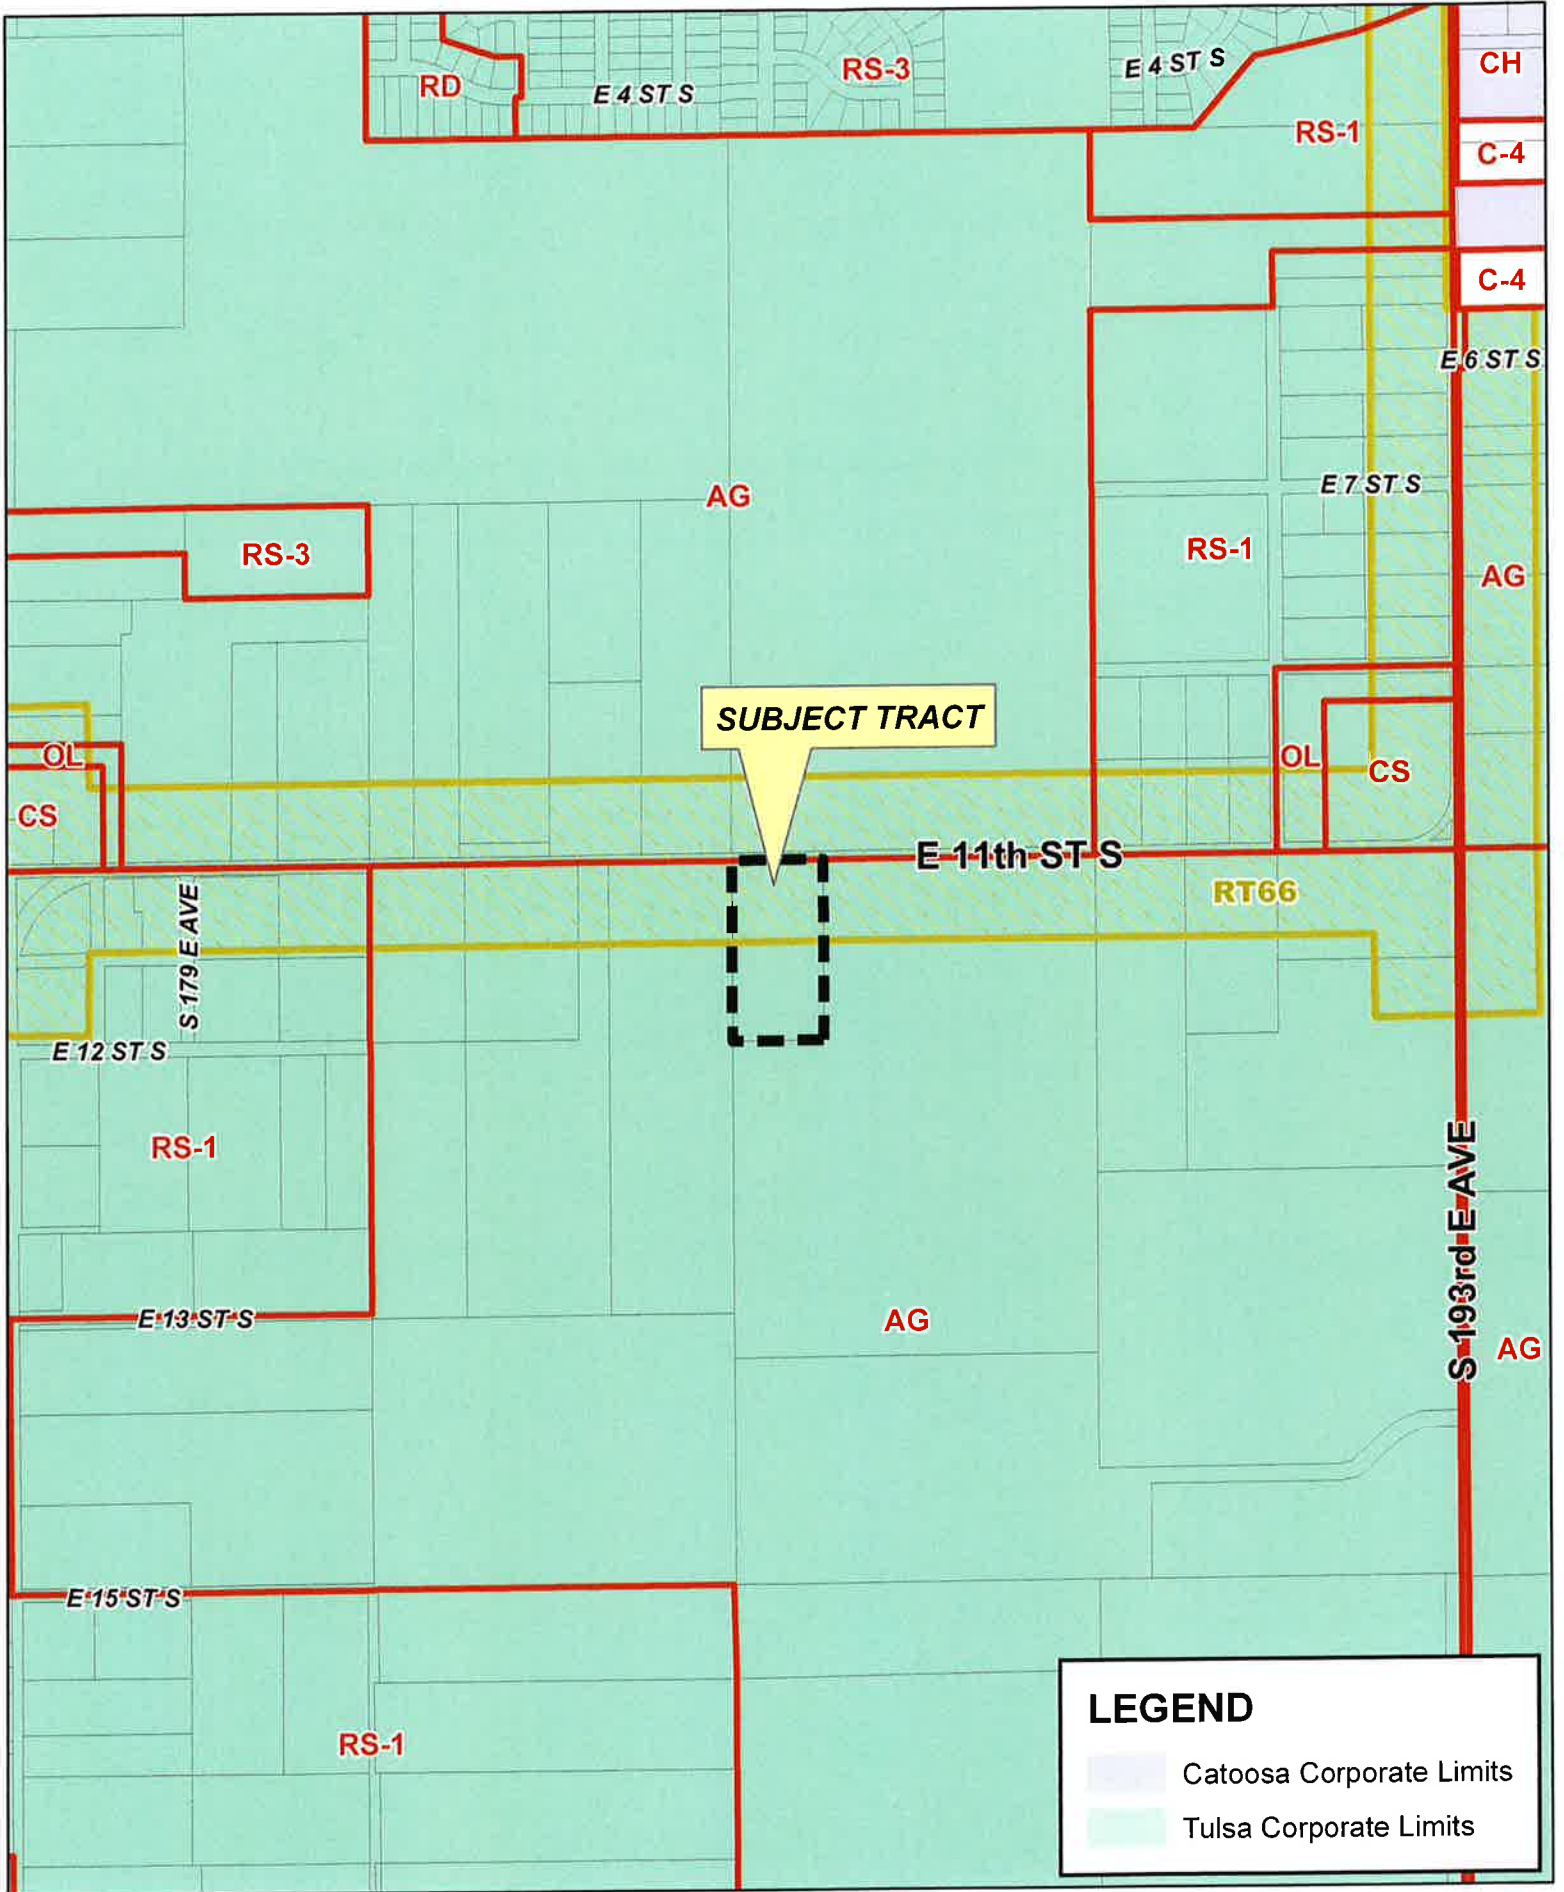 CH
RD
RS-3
E 4 ST S
E 4 ST S
RS-1
C-4
C-4
E 6 ST S
E 7 ST S
AG
RS-3
RS-1
AG
SUBJECT TRACT
OL
OL
CS
CS
E 11th ST S
RT66
S 179 E AVE
E 12 ST S
RS-1
S 193rd E AVE
E 13 ST S
AG
AG
E 15 ST S
RS-1
LEGEND
Catoosa Corporate Limits
Tulsa Corporate Limits